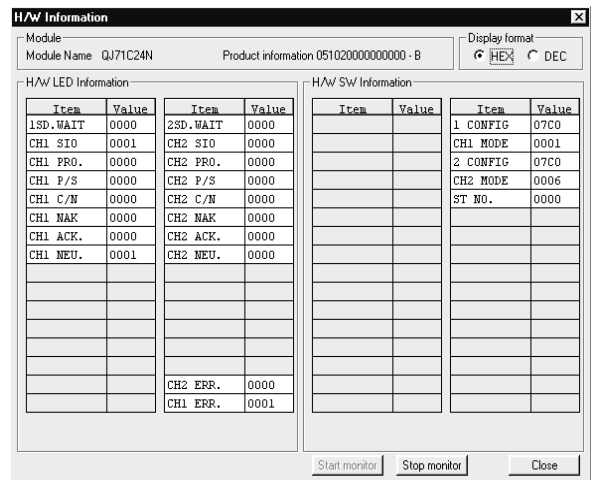 H/W Information
Module
Module Name QJ71C24N
Product information 051020000000000 - B
Display format
HEX DEC
H/W LED Information
Item Value Item Value
1SD.WAIT 0000 2SD.WAIT 0000
CH1 SIO 0001 CH2 SIO 0000
CH1 PRO. 0000 CH2 PRO. 0000
CH1 P/S 0000 CH2 P/S 0000
CH1 C/N 0000 CH2 C/N 0000
CH1 NAK 0000 CH2 NAK 0000
CH1 ACK. 0000 CH2 ACK. 0000
CH1 NEU. 0001 CH2 NEU. 0000
CH2 ERR. 0000
CH1 ERR. 0001
H/W SW Information
Item Value Item Value
1 CONFIG 07C0
CH1 MODE 0001
2 CONFIG 07C0
CH2 MODE 0006
ST NO. 0000
Start monitor Stop monitor Close